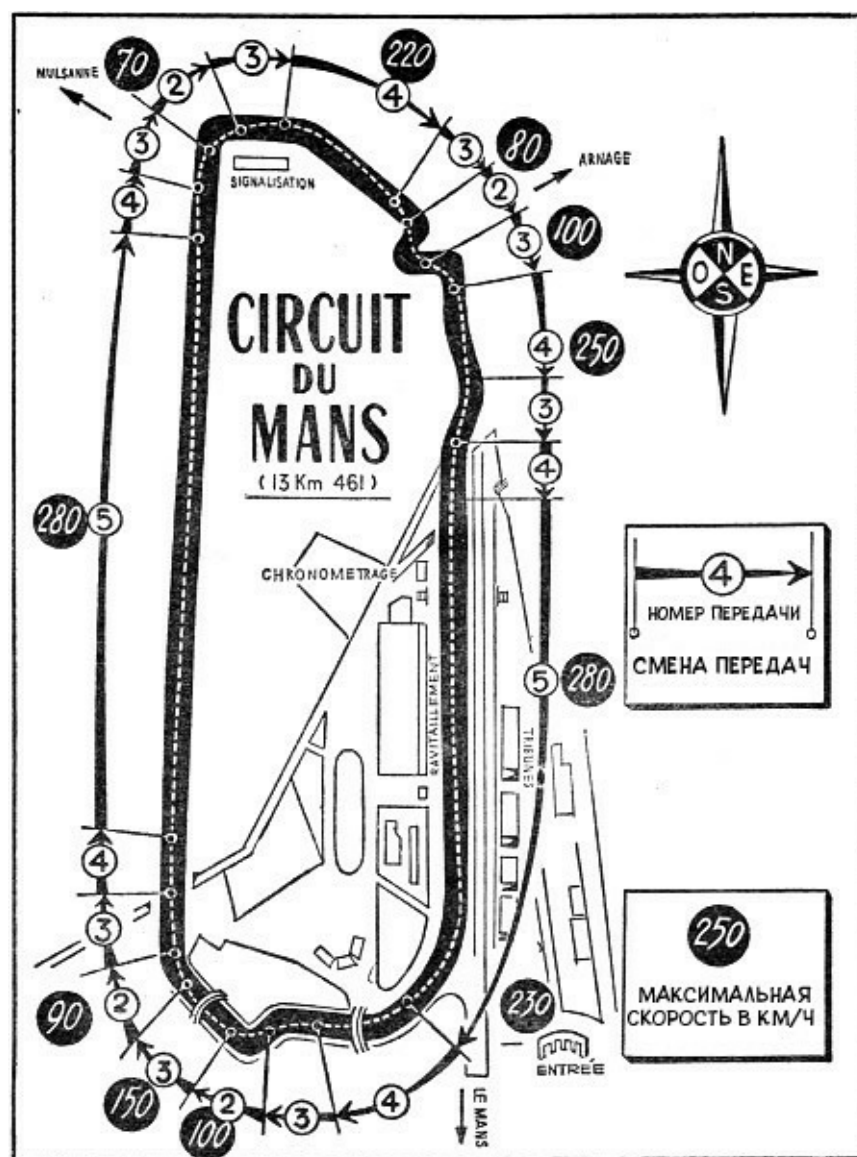 70
3
220
MULSANNE
2
4
3
3
80
SIGNALISATION
ARNAGE
4
2
3
100
N
O
E
S
CIRCUIT
DU
MANS
(13 Km 461)
4
250
3
4
280
5
CHRONOMETRAGE
4
НОМЕР ПЕРЕДАЧИ
СМЕНА ПЕРЕДАЧ
5
280
RAVITAILLEMENT
TRIBUNES
4
3
250
МАКСИМАЛЬНАЯ
СКОРОСТЬ В КМ/Ч
90
2
230
ENTRÉE
150
3
100
2
3
4
LE MANS